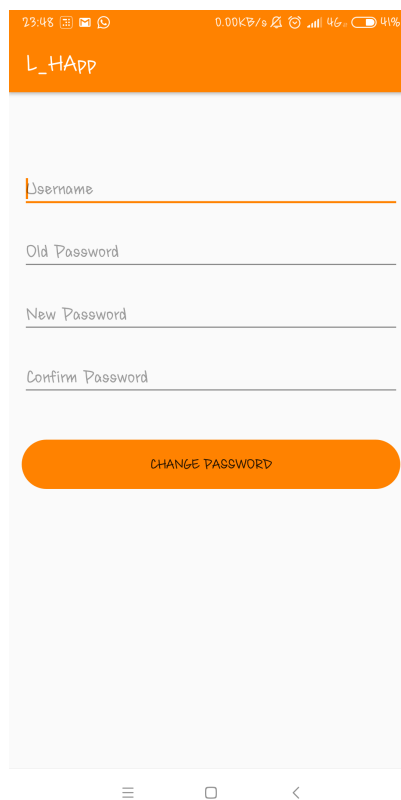 23:48 0.00KB/s 4G 41%
L_HApp
Username
Old Password
New Password
Confirm Password
CHANGE PASSWORD